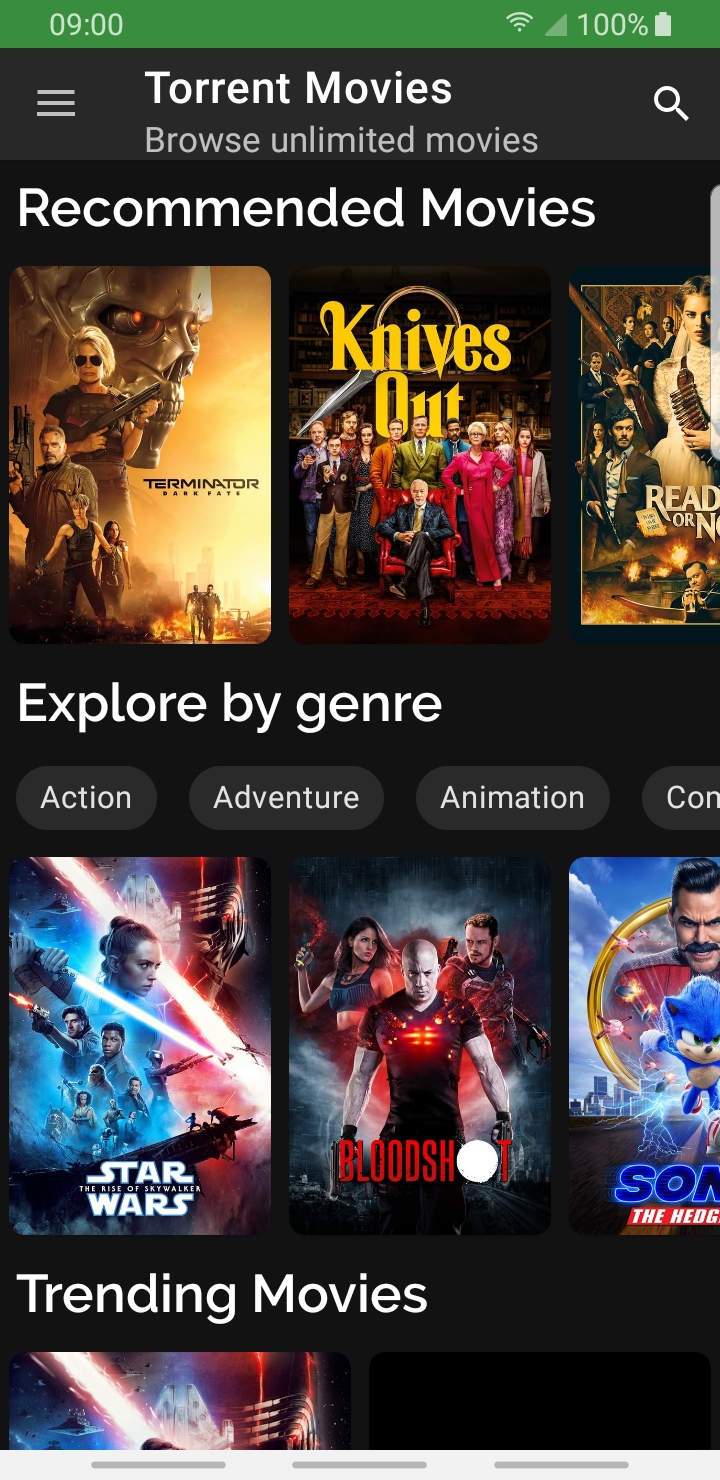 09:00
100%
Torrent Movies
Browse unlimited movies
Recommended Movies
TERMINATOR
DARK FATE
Knives
Out
READ
OR NO
Explore by genre
Action
Adventure
Animation
Com
STAR
THE RISE OF SKYWALKER
WARS
BLOODSHOT
SON
THE HEDG
Trending Movies